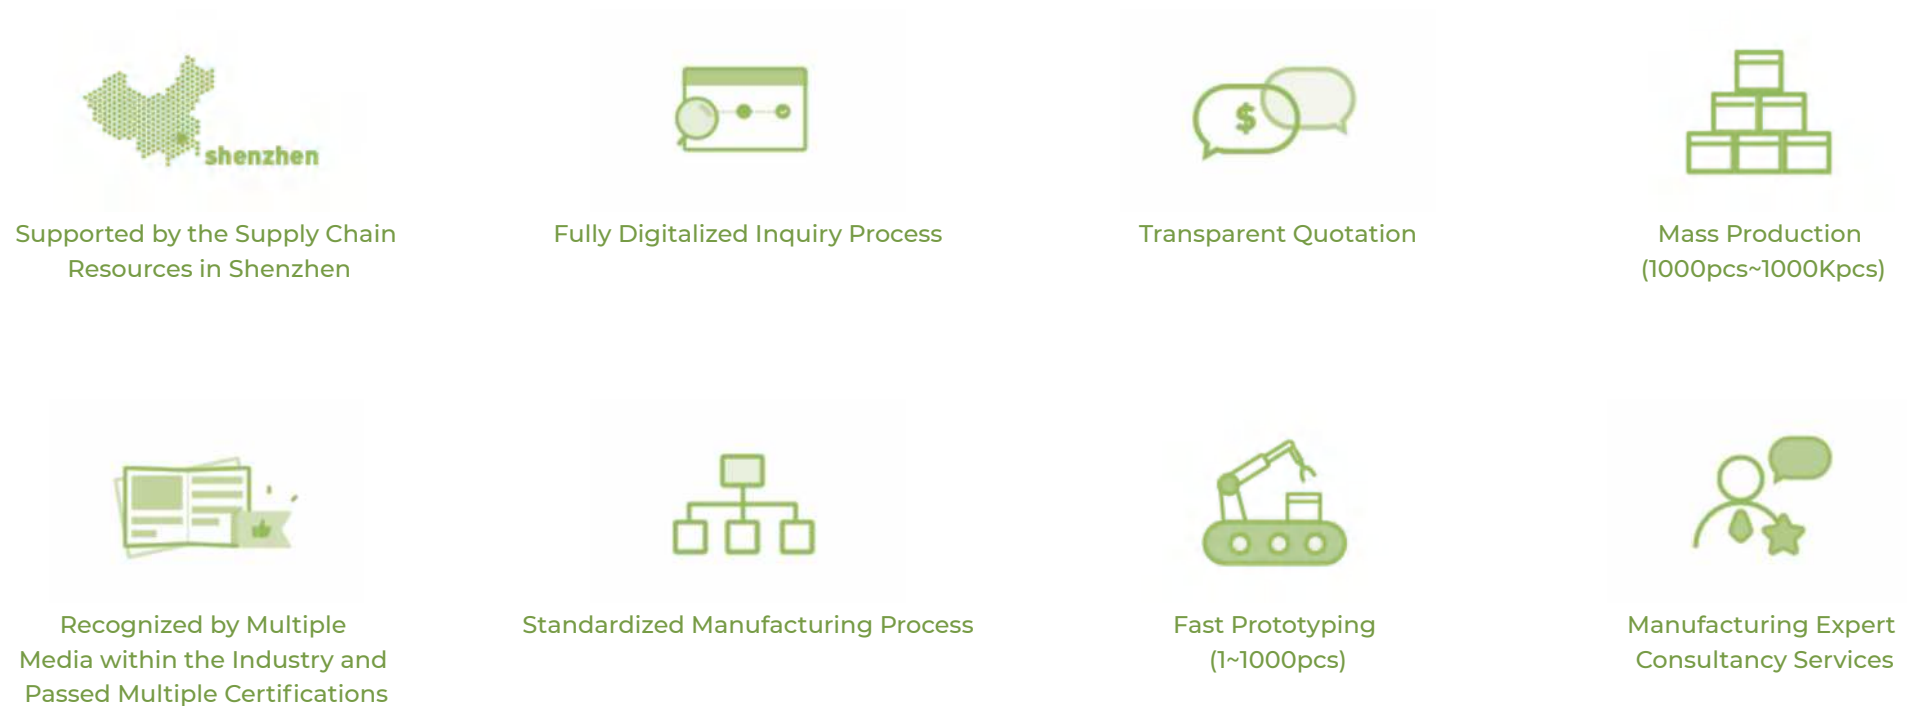 shenzhen
Supported by the Supply Chain
Resources in Shenzhen
Fully Digitalized Inquiry Process
$
Transparent Quotation
Mass Production
(1000pcs~1000Kpcs)
Recognized by Multiple
Media within the Industry and
Passed Multiple Certifications
Standardized Manufacturing Process
Fast Prototyping
(1~1000pcs)
Manufacturing Expert
Consultancy Services